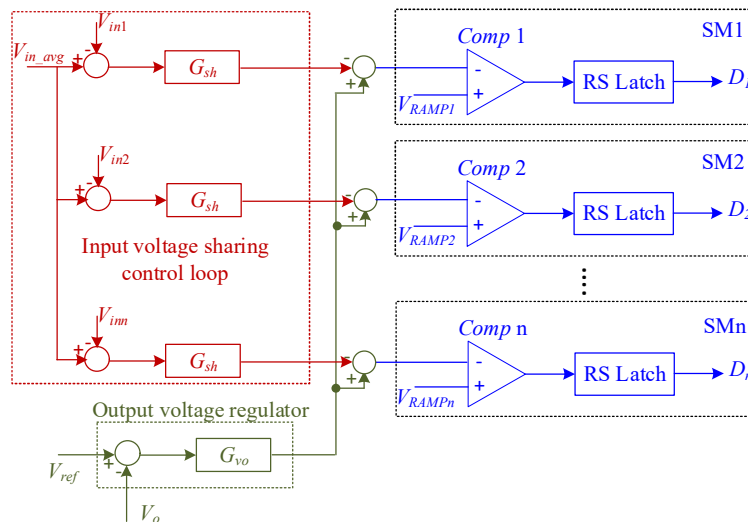 V_in1
V_in_avg
G_sh
Comp 1
SM1
V_RAMP1
RS Latch
V_in2
G_sh
Comp 2
SM2
V_RAMP2
RS Latch
Input voltage sharing
control loop
V_inn
G_sh
Comp n
SMn
V_RAMPn
RS Latch
Output voltage regulator
V_ref
G_vo
V_o